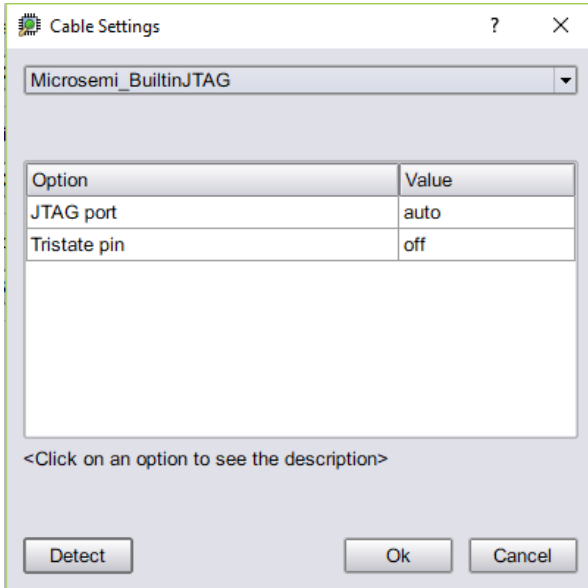 Cable Settings ? ×
Microsemi_BuiltinJTAG
Option Value
JTAG port auto
Tristate pin off
<Click on an option to see the description>
Detect Ok Cancel